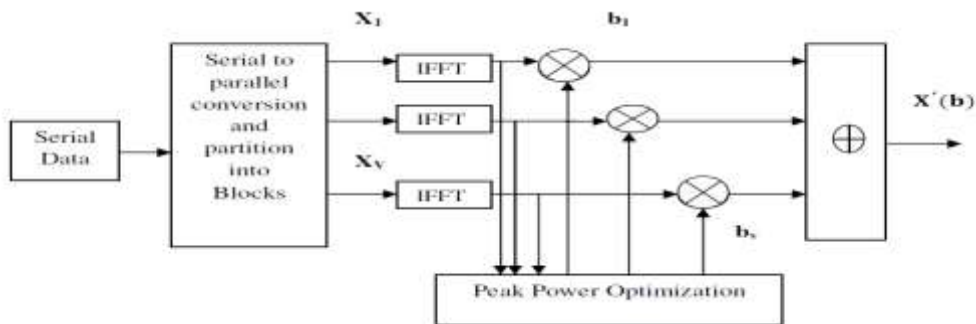 X1
b1
Serial to
parallel
conversion
and
partition
into
Blocks
IFFT
IFFT
X'(b)
Serial
Data
XV
IFFT
bv
Peak Power Optimization